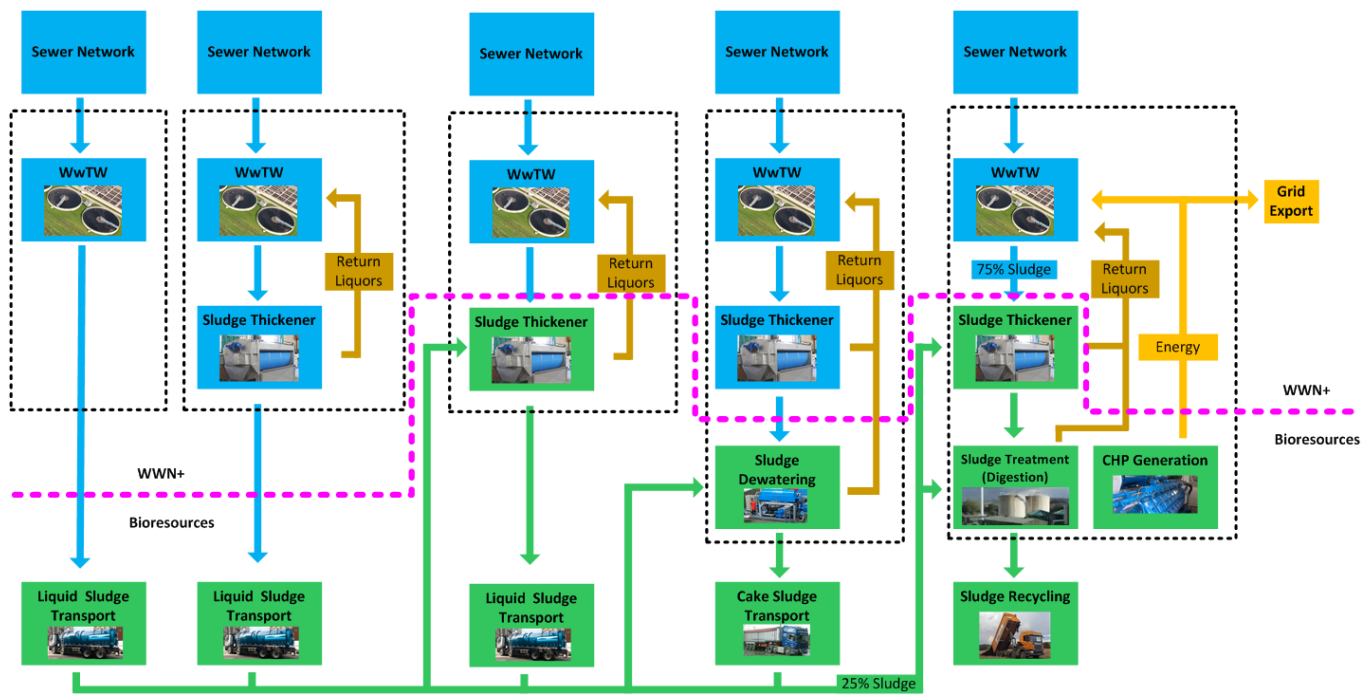 Sewer Network
Sewer Network
Sewer Network
Sewer Network
Sewer Network
WwTW
WwTW
WwTW
WwTW
WwTW
Grid
Export
Return
Liquors
Return
Liquors
Return
Liquors
75% Sludge
Return
Liquors
Sludge Thickener
Sludge Thickener
Sludge Thickener
Sludge Thickener
Energy
WWN+
Bioresources
WWN+
Bioresources
Sludge
Dewatering
Sludge Treatment
(Digestion)
CHP Generation
Liquid Sludge
Transport
Liquid Sludge
Transport
Liquid Sludge
Transport
Cake Sludge
Transport
Sludge Recycling
25% Sludge